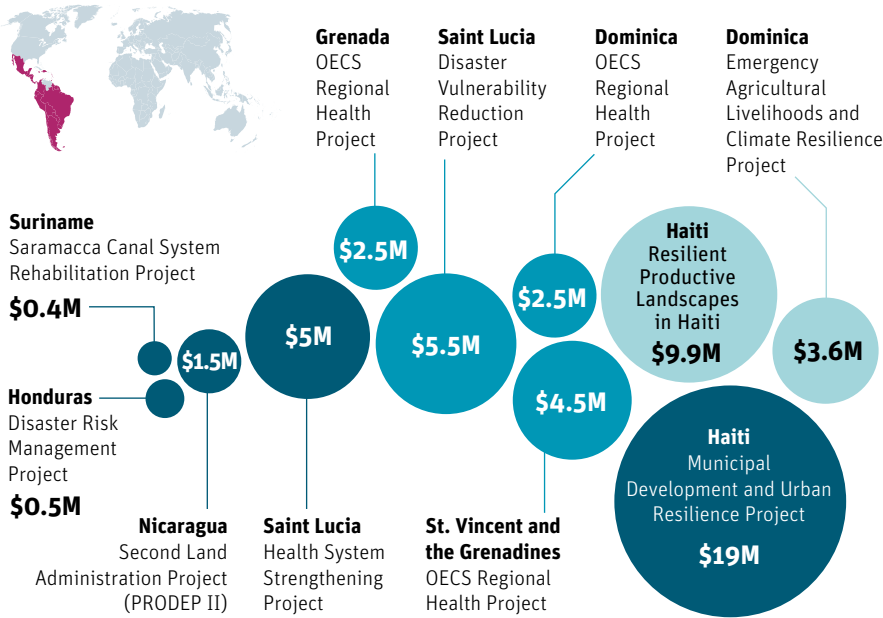 Grenada
OECS
Regional
Health
Project
Saint Lucia
Disaster
Vulnerability
Reduction
Project
Dominica
OECS
Regional
Health
Project
Dominica
Emergency
Agricultural
Livelihoods and
Climate Resilience
Project
Suriname
Saramacca Canal System
Rehabilitation Project
$0.4M
$2.5M
$5M
$5.5M
$2.5M
Haiti
Resilient
Productive
Landscapes
in Haiti
$9.9M
$3.6M
$1.5M
$4.5M
Honduras
Disaster Risk
Management
Project
$0.5M
Haiti
Municipal
Development and Urban
Resilience Project
$19M
Nicaragua
Second Land
Administration Project
(PRODEP II)
Saint Lucia
Health System
Strengthening
Project
St. Vincent and
the Grenadines
OECS Regional
Health Project